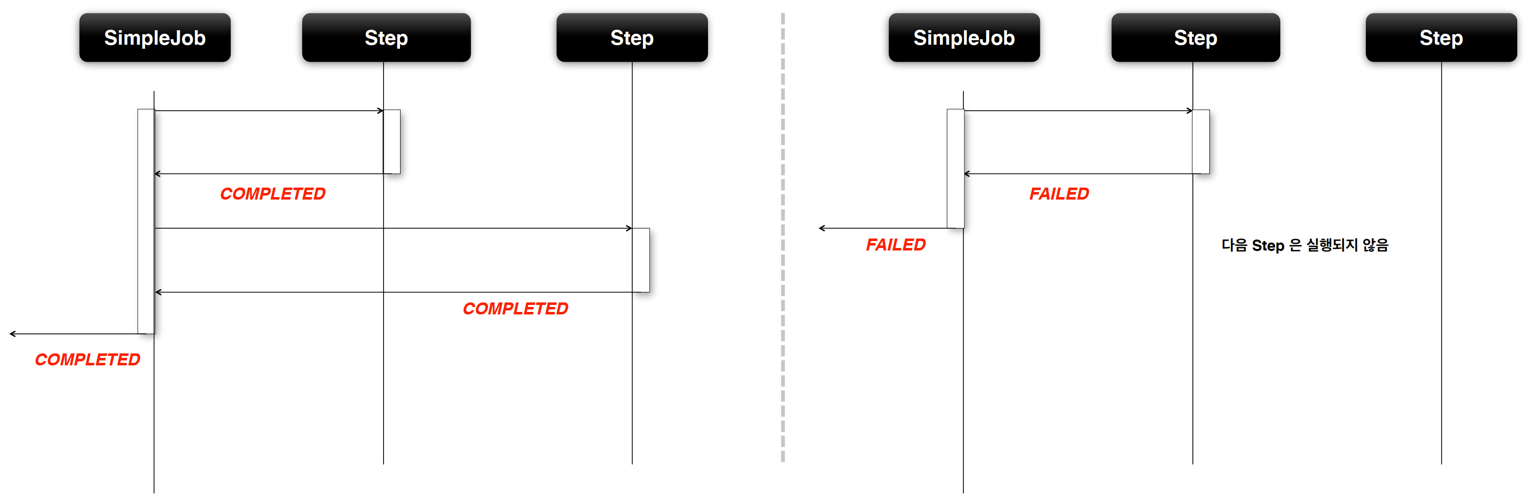 SimpleJob
Step
Step
COMPLETED
COMPLETED
COMPLETED
SimpleJob
Step
Step
FAILED
FAILED
다음 Step 은 실행되지 않음